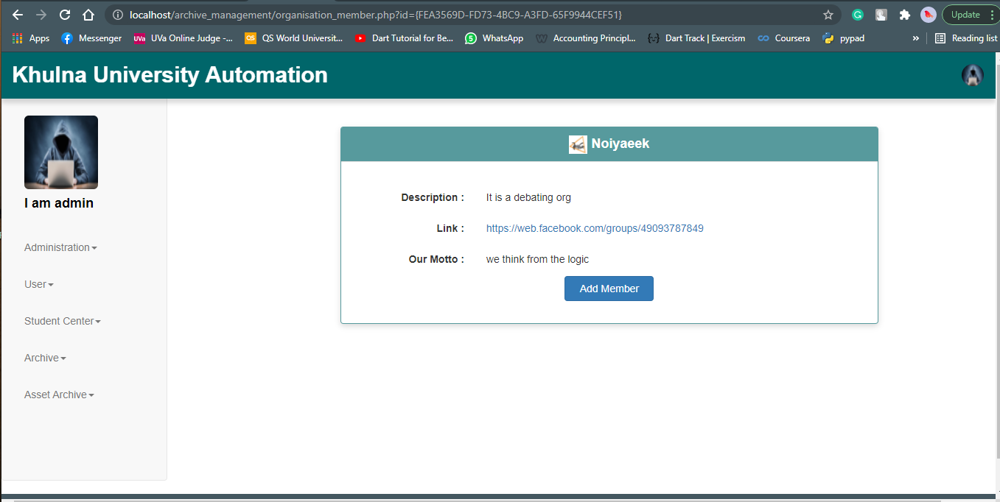 localhost/archive_management/organisation_member.php?id={FEA3569D-FD73-4BC9-A3FD-65F9944CEF51}
Update
Apps Messenger UVa Online Judge -... QS World Universit... Dart Tutorial for Be... WhatsApp Accounting Principl... Dart Track | Exercism Coursera pypad » Reading list
Khulna University Automation
I am admin
Administration
User
Student Center
Archive
Asset Archive
Noiyaeek
Description : It is a debating org
Link : https://web.facebook.com/groups/49093787849
Our Motto : we think from the logic
Add Member